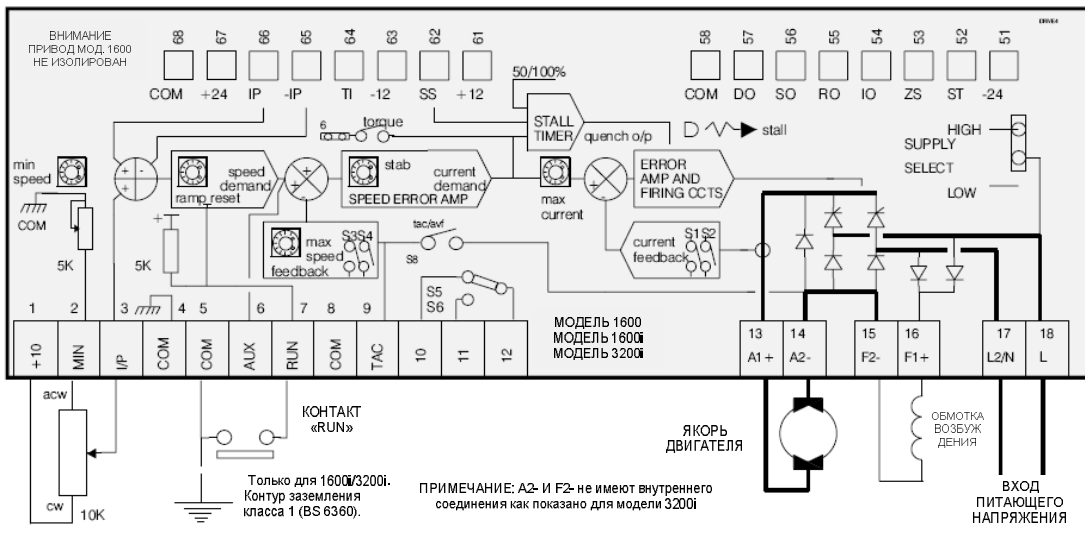 ВНИМАНИЕ
ПРИВОД МОД. 1600
НЕ ИЗОЛИРОВАН
68 67 66 65 64 63 62 61
COM +24 IP -IP TI -12 SS +12
58 57 56 55 54 53 52 51
COM DO SO RO IO ZS ST -24
50/100%
STALL
TIMER
quench o/p
stall
6
torque
HIGH
SUPPLY
SELECT
LOW
min
speed
COM
5K
speed
demand
ramp reset
stab
current
demand
SPEED ERROR AMP
max
current
ERROR
AMP AND
FIRING CCTS
5K
max
speed
feedback
S3S4
tac/avf
S8
current
feedback
S1S2
S5
S6
1 2 3 4 5 6 7 8 9
+10 MIN I/P COM COM AUX RUN COM TAC 10 11 12
МОДЕЛЬ 1600
МОДЕЛЬ 1600i
МОДЕЛЬ 3200i
13 14 15 16 17 18
A1+ A2- F2- F1+ L2/N L
acw
cw
10K
КОНТАКТ
«RUN»
Только для 1600i/3200i.
Контур заземления
класса 1 (BS 6360).
ПРИМЕЧАНИЕ: A2- И F2- не имеют внутреннего
соединения как показано для модели 3200i
ЯКОРЬ
ДВИГАТЕЛЯ
ОБМОТКА
ВОЗБУЖ
ДЕНИЯ
ВХОД
ПИТАЮЩЕГО
НАПРЯЖЕНИЯ